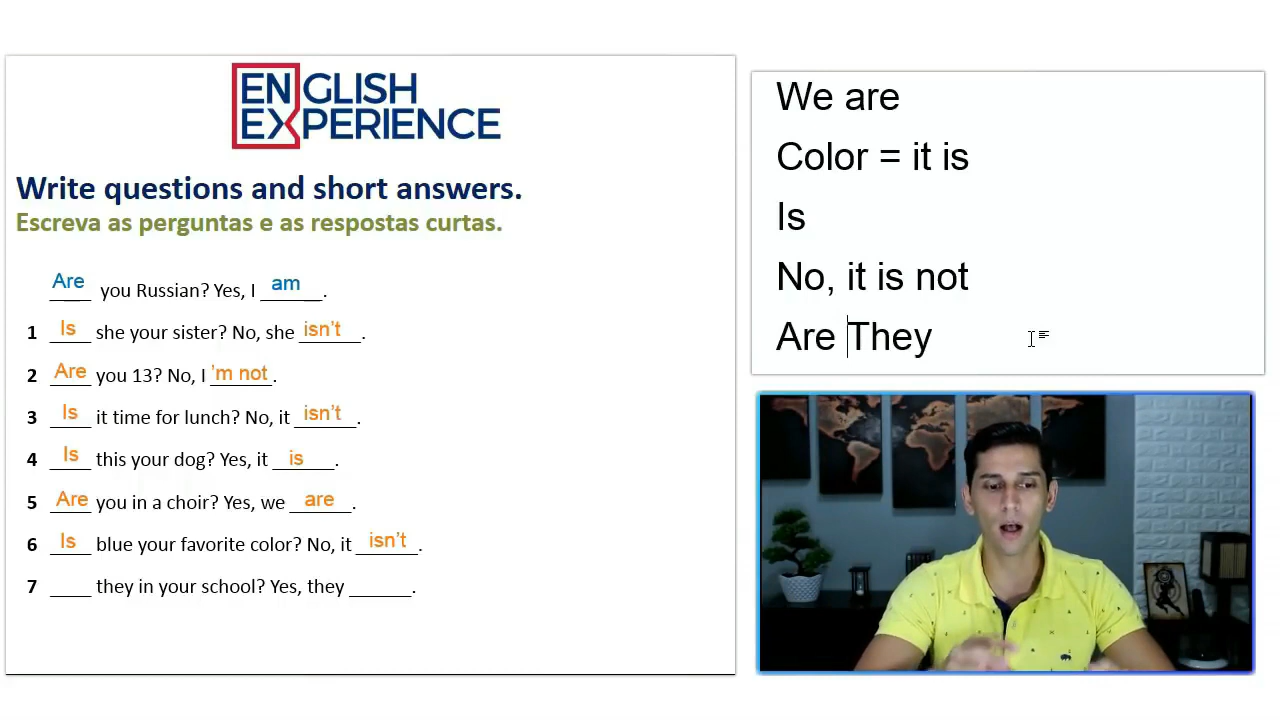 ENGLISH
EXPERIENCE
Write questions and short answers.
Escreva as perguntas e as respostas curtas.
Are you Russian? Yes, I am.
1 Is she your sister? No, she isn't.
2 Are you 13? No, I 'm not.
3 Is it time for lunch? No, it isn't.
4 Is this your dog? Yes, it is.
5 Are you in a choir? Yes, we are.
6 Is blue your favorite color? No, it isn't.
7 ____ they in your school? Yes, they ______.
We are
Color = it is
Is
No, it is not
Are They